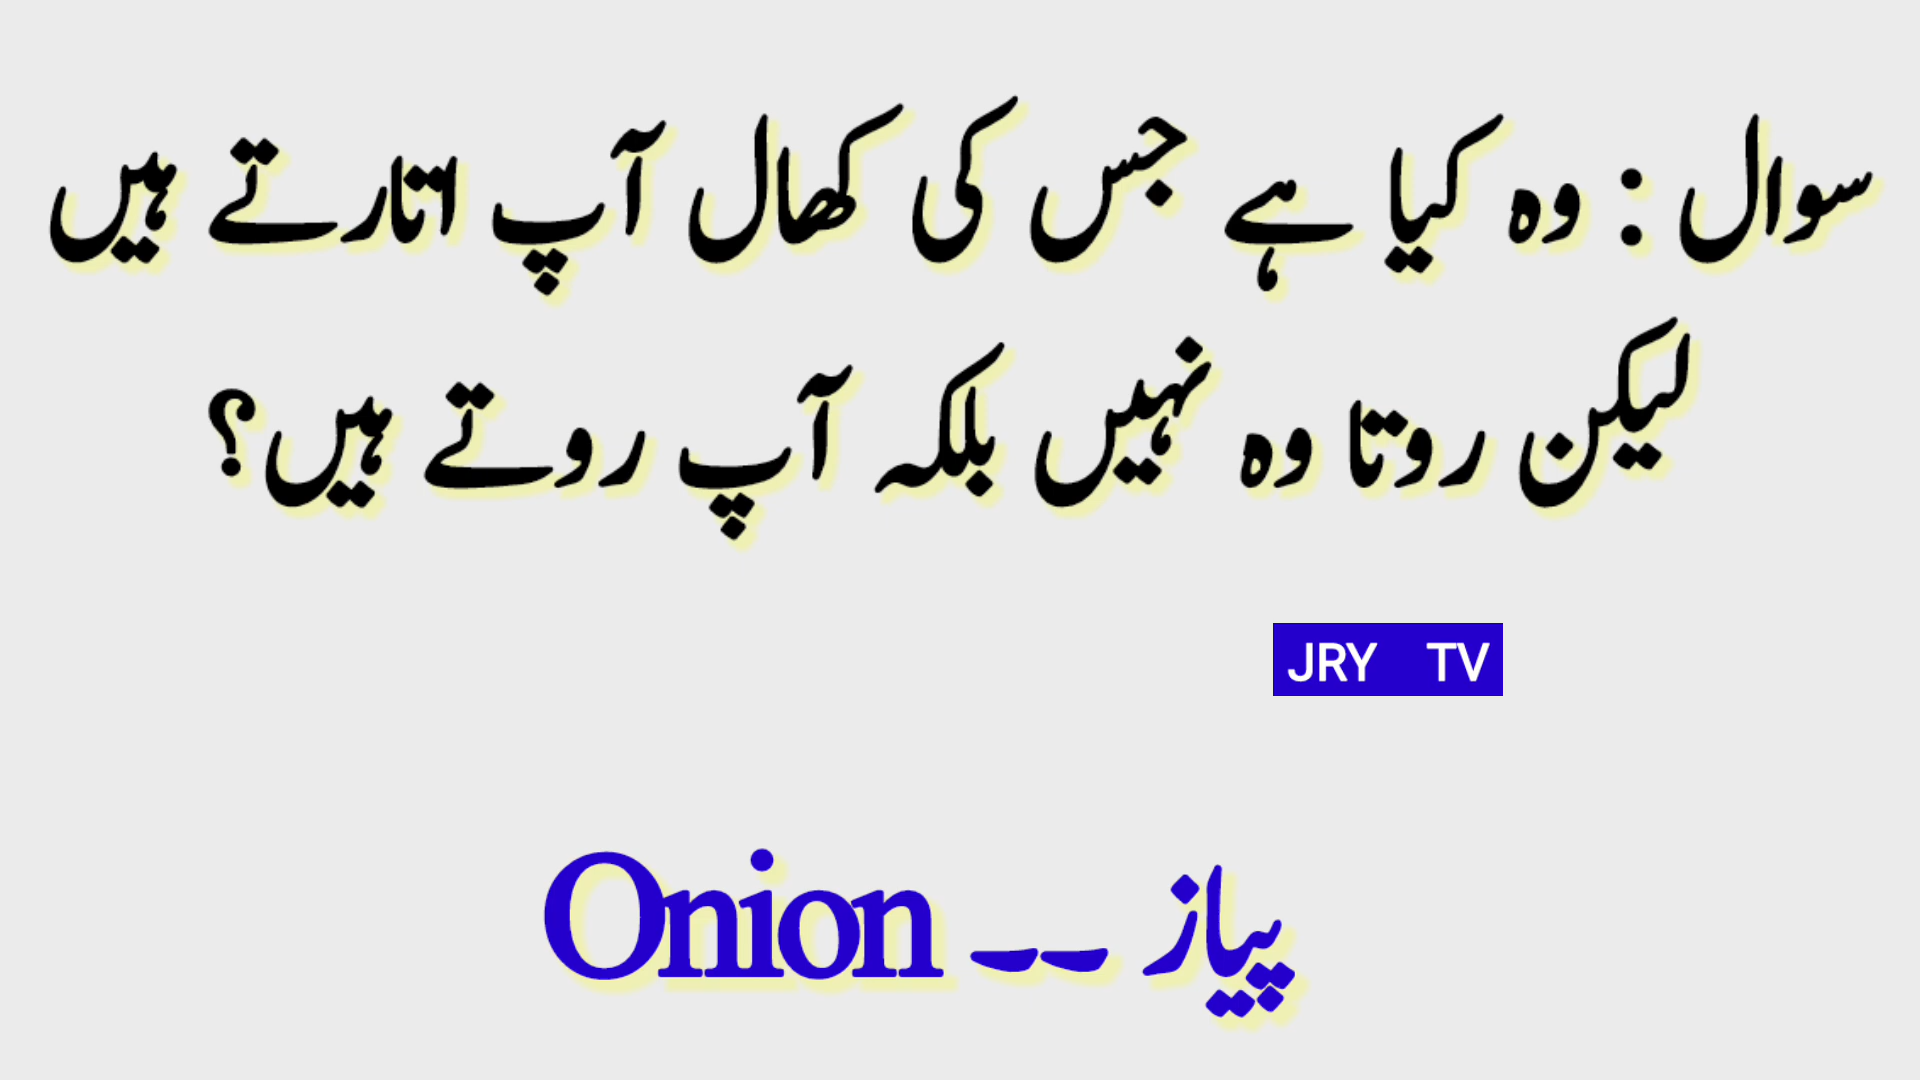 سوال : وہ کیا ہے جس کی کھال آپ اتارتے ہیں
لیکن روتا وہ نہیں بلکہ آپ روتے ہیں؟
JRY TV
پیاز -- Onion